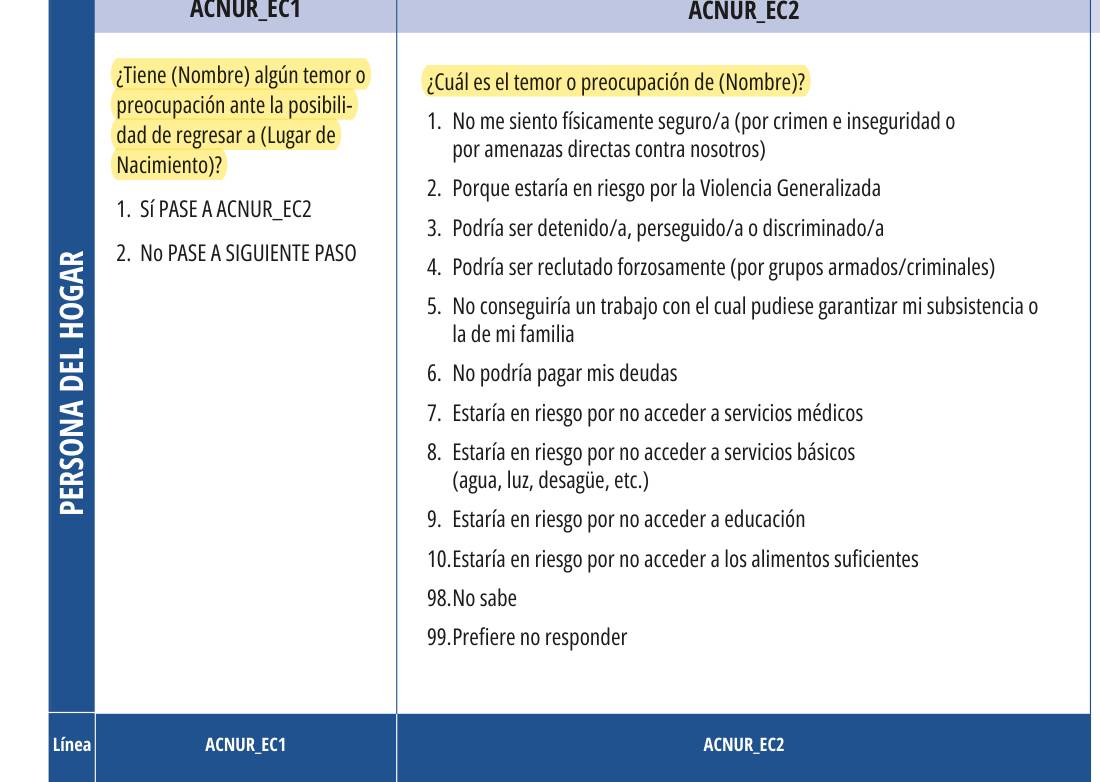 ACNUR_EC1
ACNUR_EC2
PERSONA DEL HOGAR
¿Tiene (Nombre) algún temor o
preocupación ante la posibili-
dad de regresar a (Lugar de
Nacimiento)?
1. Sí PASE A ACNUR_EC2
2. No PASE A SIGUIENTE PASO
¿Cuál es el temor o preocupación de (Nombre)?
1. No me siento físicamente seguro/a (por crimen e inseguridad o
por amenazas directas contra nosotros)
2. Porque estaría en riesgo por la Violencia Generalizada
3. Podría ser detenido/a, perseguido/a o discriminado/a
4. Podría ser reclutado forzosamente (por grupos armados/criminales)
5. No conseguiría un trabajo con el cual pudiese garantizar mi subsistencia o
la de mi familia
6. No podría pagar mis deudas
7. Estaría en riesgo por no acceder a servicios médicos
8. Estaría en riesgo por no acceder a servicios básicos
(agua, luz, desagüe, etc.)
9. Estaría en riesgo por no acceder a educación
10.Estaría en riesgo por no acceder a los alimentos suficientes
98.No sabe
99.Prefiere no responder
Línea
ACNUR_EC1
ACNUR_EC2